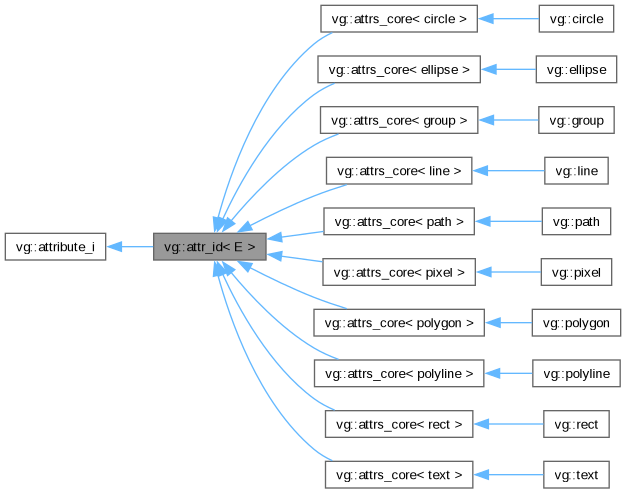 vg::attrs_core< circle >
vg::circle
vg::attrs_core< ellipse >
vg::ellipse
vg::attrs_core< group >
vg::group
vg::attrs_core< line >
vg::line
vg::attrs_core< path >
vg::path
vg::attribute_i
vg::attr_id< E >
vg::attrs_core< pixel >
vg::pixel
vg::attrs_core< polygon >
vg::polygon
vg::attrs_core< polyline >
vg::polyline
vg::attrs_core< rect >
vg::rect
vg::attrs_core< text >
vg::text